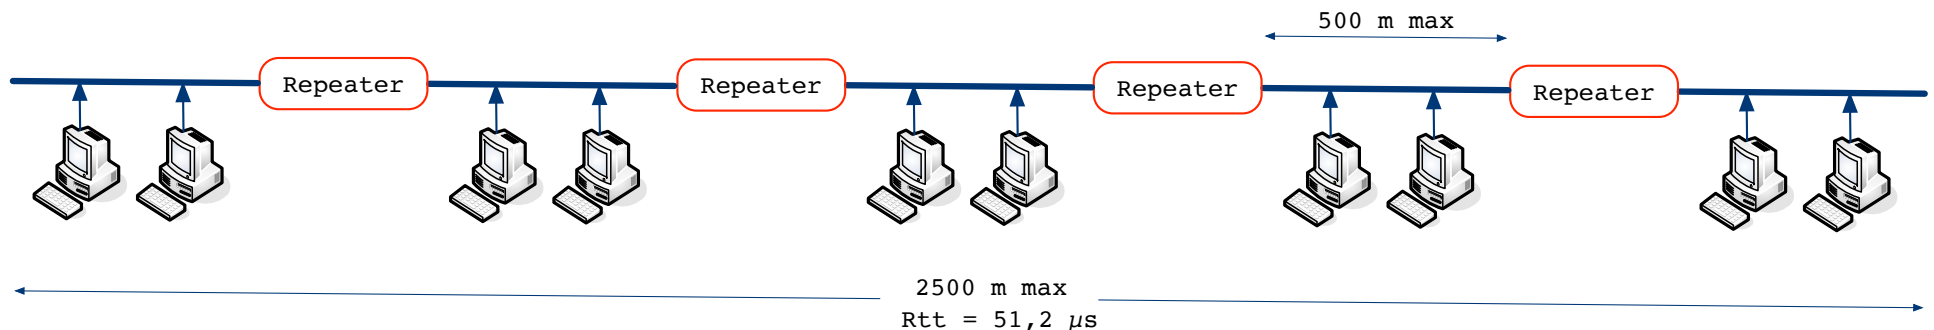 500 m max
Repeater
Repeater
Repeater
Repeater
2500 m max
Rtt = 51,2 µs